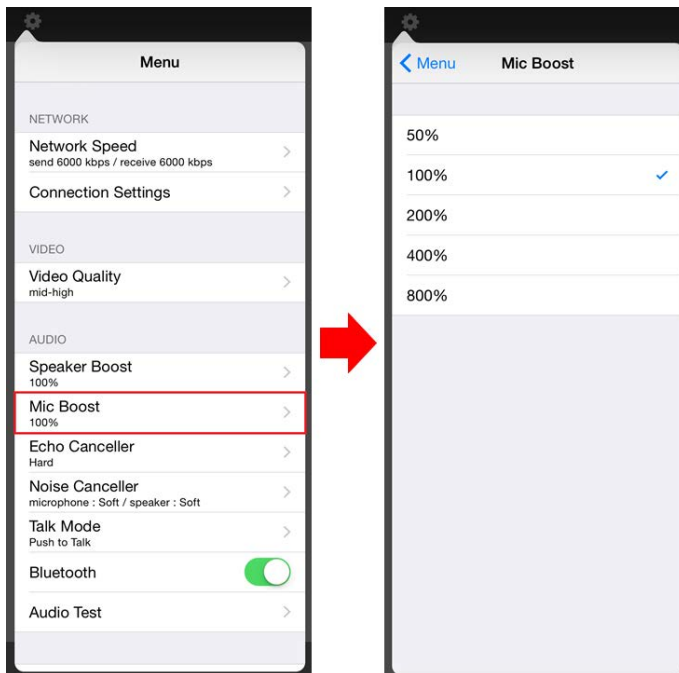 Menu
NETWORK
Network Speed
send 6000 kbps / receive 6000 kbps
Connection Settings
VIDEO
Video Quality
mid-high
AUDIO
Speaker Boost
100%
Mic Boost
100%
Echo Canceller
Hard
Noise Canceller
microphone : Soft / speaker : Soft
Talk Mode
Push to Talk
Bluetooth
Audio Test
Menu Mic Boost
50%
100%
200%
400%
800%